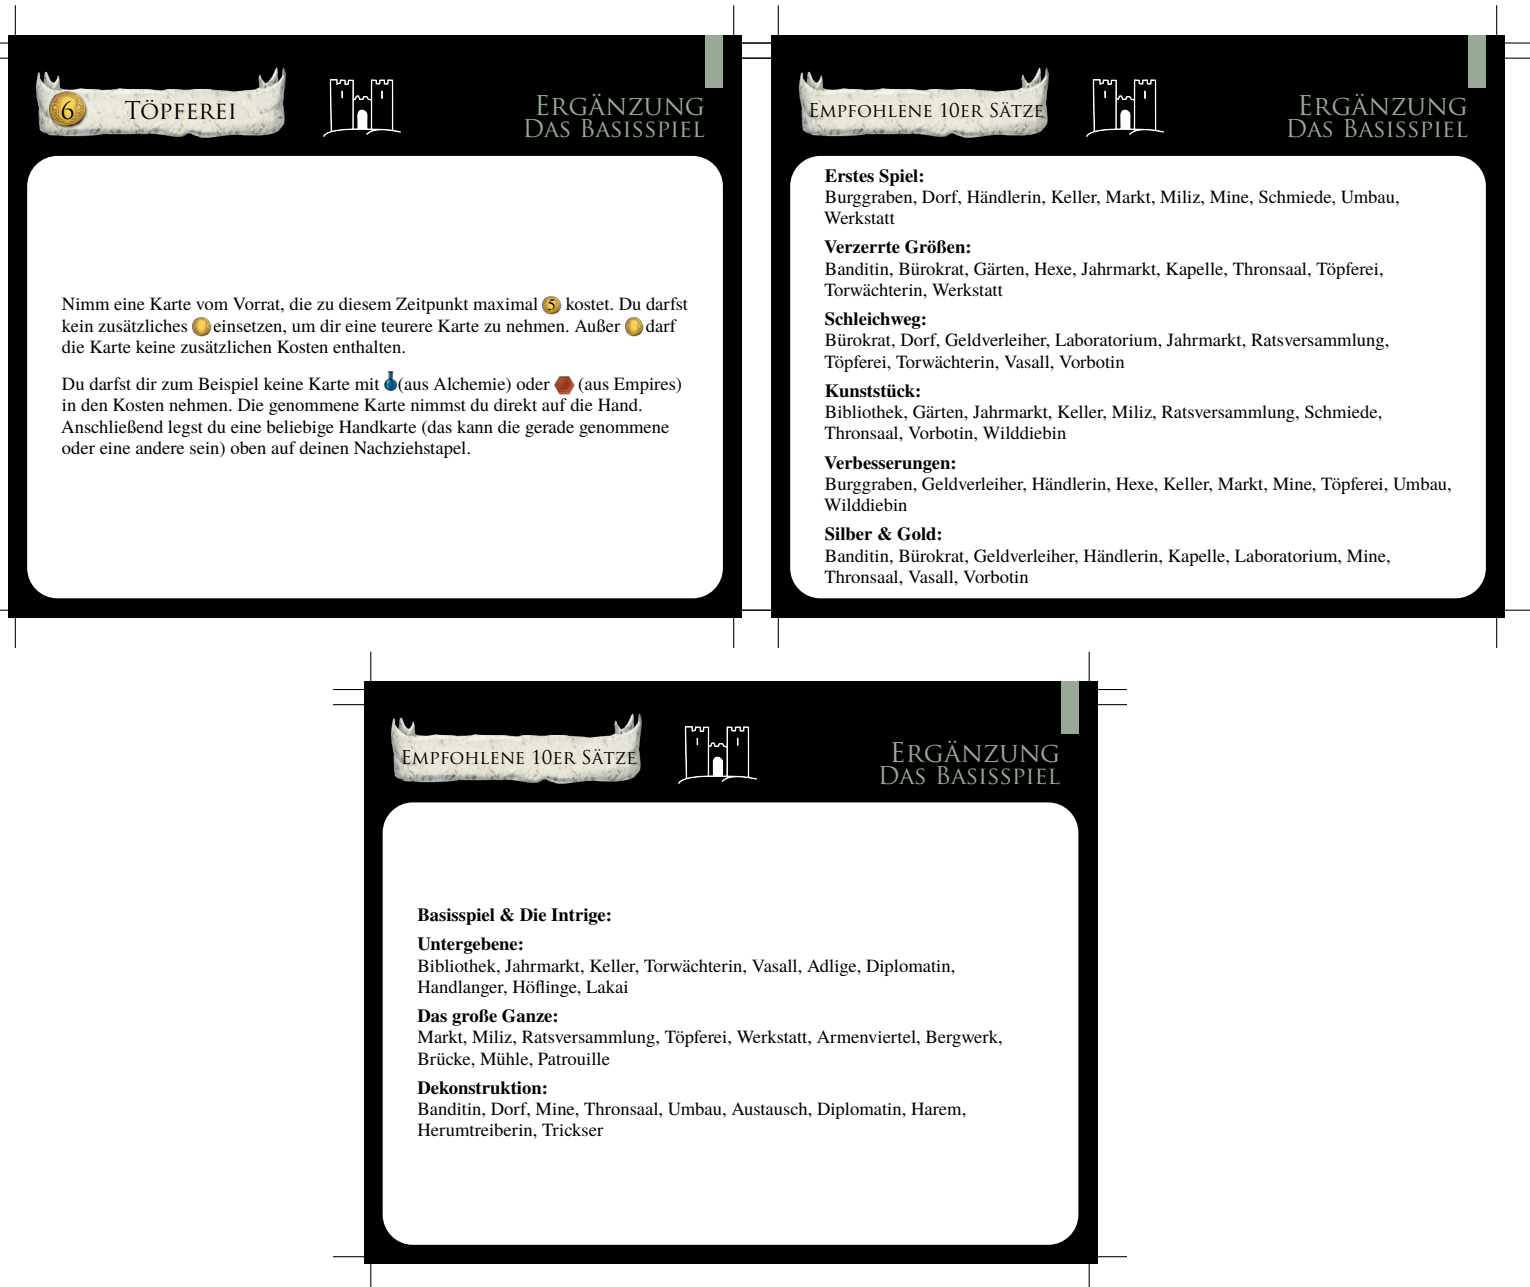 6
TÖPFEREI
ERGÄNZUNG
DAS BASISSPIEL
Nimm eine Karte vom Vorrat, die zu diesem Zeitpunkt maximal 5 kostet. Du darfst
kein zusätzliches einsetzen, um dir eine teurere Karte zu nehmen. Außer darf
die Karte keine zusätzlichen Kosten enthalten.
Du darfst dir zum Beispiel keine Karte mit (aus Alchemie) oder (aus Empires)
in den Kosten nehmen. Die genommene Karte nimmst du direkt auf die Hand.
Anschließend legst du eine beliebige Handkarte (das kann die gerade genommene
oder eine andere sein) oben auf deinen Nachziehstapel.
EMPFOHLENE 10ER SÄTZE
ERGÄNZUNG
DAS BASISSPIEL
Erstes Spiel:
Burggraben, Dorf, Händlerin, Keller, Markt, Miliz, Mine, Schmiede, Umbau,
Werkstatt
Verzerrte Größen:
Banditin, Bürokrat, Gärten, Hexe, Jahrmarkt, Kapelle, Thronsaal, Töpferei,
Torwächterin, Werkstatt
Schleichweg:
Bürokrat, Dorf, Geldverleiher, Laboratorium, Jahrmarkt, Ratsversammlung,
Töpferei, Torwächterin, Vasall, Vorbotin
Kunststück:
Bibliothek, Gärten, Jahrmarkt, Keller, Miliz, Ratsversammlung, Schmiede,
Thronsaal, Vorbotin, Wilddiebin
Verbesserungen:
Burggraben, Geldverleiher, Händlerin, Hexe, Keller, Markt, Mine, Töpferei, Umbau,
Wilddiebin
Silber & Gold:
Banditin, Bürokrat, Geldverleiher, Händlerin, Kapelle, Laboratorium, Mine,
Thronsaal, Vasall, Vorbotin
EMPFOHLENE 10ER SÄTZE
ERGÄNZUNG
DAS BASISSPIEL
Basisspiel & Die Intrige:
Untergebene:
Bibliothek, Jahrmarkt, Keller, Torwächterin, Vasall, Adlige, Diplomatin,
Handlanger, Höflinge, Lakai
Das große Ganze:
Markt, Miliz, Ratsversammlung, Töpferei, Werkstatt, Armenviertel, Bergwerk,
Brücke, Mühle, Patrouille
Dekonstruktion:
Banditin, Dorf, Mine, Thronsaal, Umbau, Austausch, Diplomatin, Harem,
Herumtreiberin, Trickser